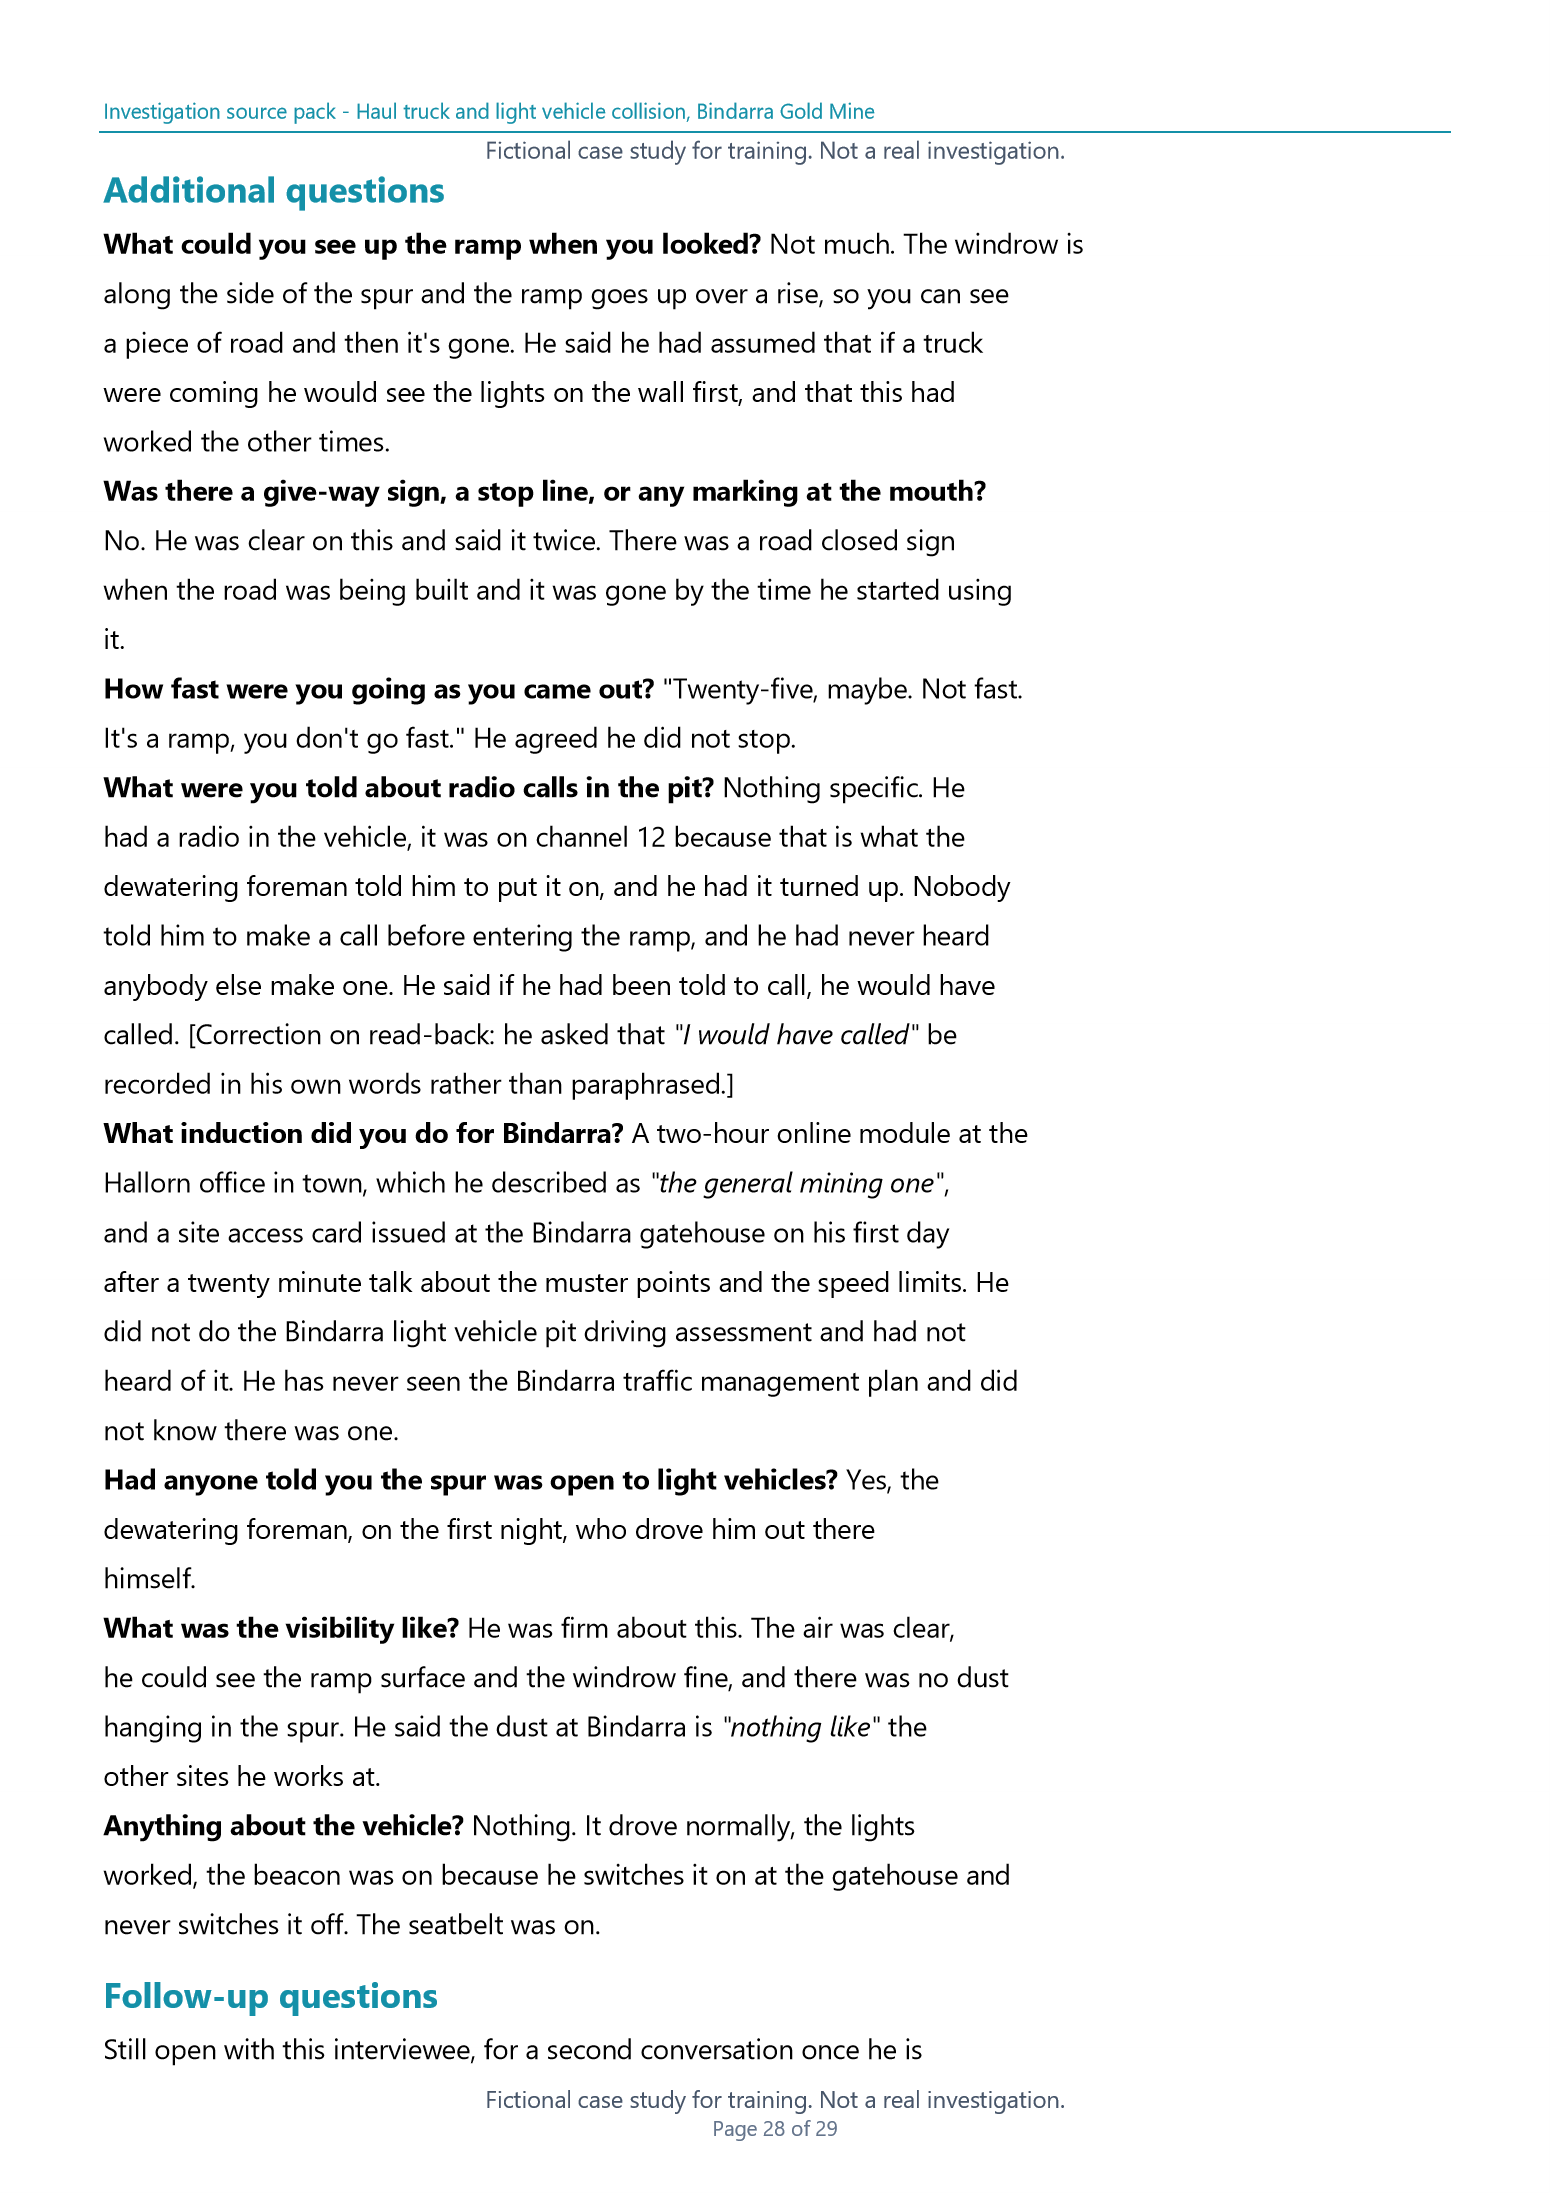 Investigation source pack - Haul truck and light vehicle collision, Bindarra Gold Mine
Fictional case study for training. Not a real investigation.
Additional questions
What could you see up the ramp when you looked? Not much. The windrow is
along the side of the spur and the ramp goes up over a rise, so you can see
a piece of road and then it's gone. He said he had assumed that if a truck
were coming he would see the lights on the wall first, and that this had
worked the other times.
Was there a give-way sign, a stop line, or any marking at the mouth?
No. He was clear on this and said it twice. There was a road closed sign
when the road was being built and it was gone by the time he started using
it.
How fast were you going as you came out? "Twenty-five, maybe. Not fast.
It's a ramp, you don't go fast." He agreed he did not stop.
What were you told about radio calls in the pit? Nothing specific. He
had a radio in the vehicle, it was on channel 12 because that is what the
dewatering foreman told him to put it on, and he had it turned up. Nobody
told him to make a call before entering the ramp, and he had never heard
anybody else make one. He said if he had been told to call, he would have
called. [Correction on read-back: he asked that "I would have called" be
recorded in his own words rather than paraphrased.]
What induction did you do for Bindarra? A two-hour online module at the
Hallorn office in town, which he described as "the general mining one",
and a site access card issued at the Bindarra gatehouse on his first day
after a twenty minute talk about the muster points and the speed limits. He
did not do the Bindarra light vehicle pit driving assessment and had not
heard of it. He has never seen the Bindarra traffic management plan and did
not know there was one.
Had anyone told you the spur was open to light vehicles? Yes, the
dewatering foreman, on the first night, who drove him out there
himself.
What was the visibility like? He was firm about this. The air was clear,
he could see the ramp surface and the windrow fine, and there was no dust
hanging in the spur. He said the dust at Bindarra is "nothing like" the
other sites he works at.
Anything about the vehicle? Nothing. It drove normally, the lights
worked, the beacon was on because he switches it on at the gatehouse and
never switches it off. The seatbelt was on.
Follow-up questions
Still open with this interviewee, for a second conversation once he is
Fictional case study for training. Not a real investigation.
Page 28 of 29